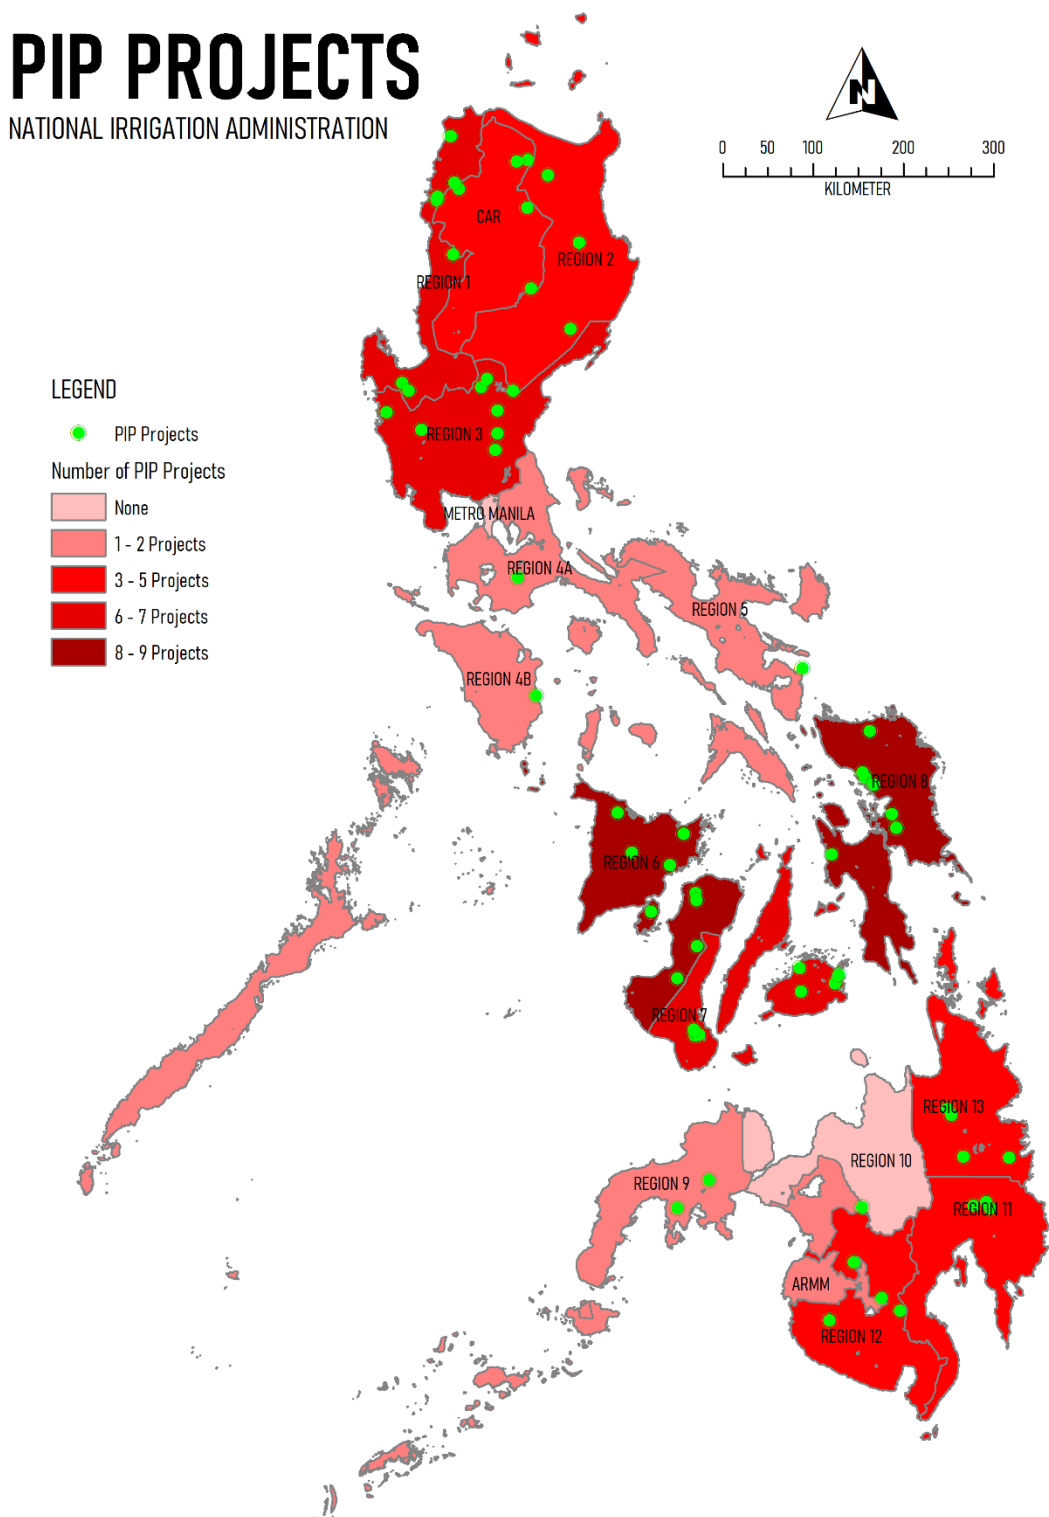 PIP PROJECTS
NATIONAL IRRIGATION ADMINISTRATION
N
0 50 100 200 300
KILOMETER
CAR
REGION 2
REGION 1
LEGEND
PIP Projects
Number of PIP Projects
None
1 - 2 Projects
3 - 5 Projects
6 - 7 Projects
8 - 9 Projects
REGION 3
METRO MANILA
REGION 4A
REGION 5
REGION 4B
REGION 8
REGION 6
REGION 7
REGION 13
REGION 10
REGION 9
REGION 11
ARMM
REGION 12